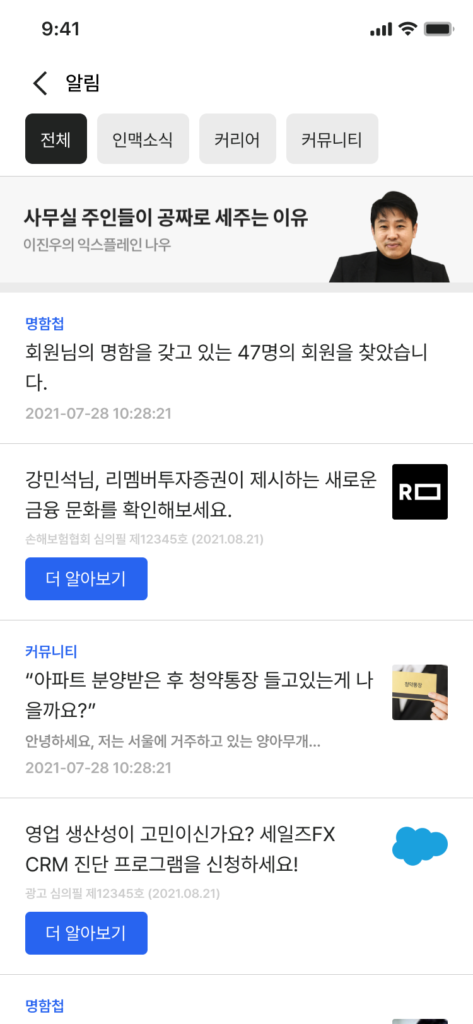 9:41
알림
전체
인맥소식
커리어
커뮤니티
사무실 주인들이 공짜로 세주는 이유
이진우의 익스플레인 나우
명함첩
회원님의 명함을 갖고 있는 47명의 회원을 찾았습니
다.
2021-07-28 10:28:21
강민석님, 리멤버투자증권이 제시하는 새로운
금융 문화를 확인해보세요.
R
손해보험협회 심의필 제12345호 (2021.08.21)
더 알아보기
커뮤니티
“아파트 분양받은 후 청약통장 들고있는게 나
을까요?”
청약통장
안녕하세요, 저는 서울에 거주하고 있는 양아무개...
2021-07-28 10:28:21
영업 생산성이 고민이신가요? 세일즈FX
CRM 진단 프로그램을 신청하세요!
광고 심의필 제12345호 (2021.08.21)
더 알아보기
명함첩